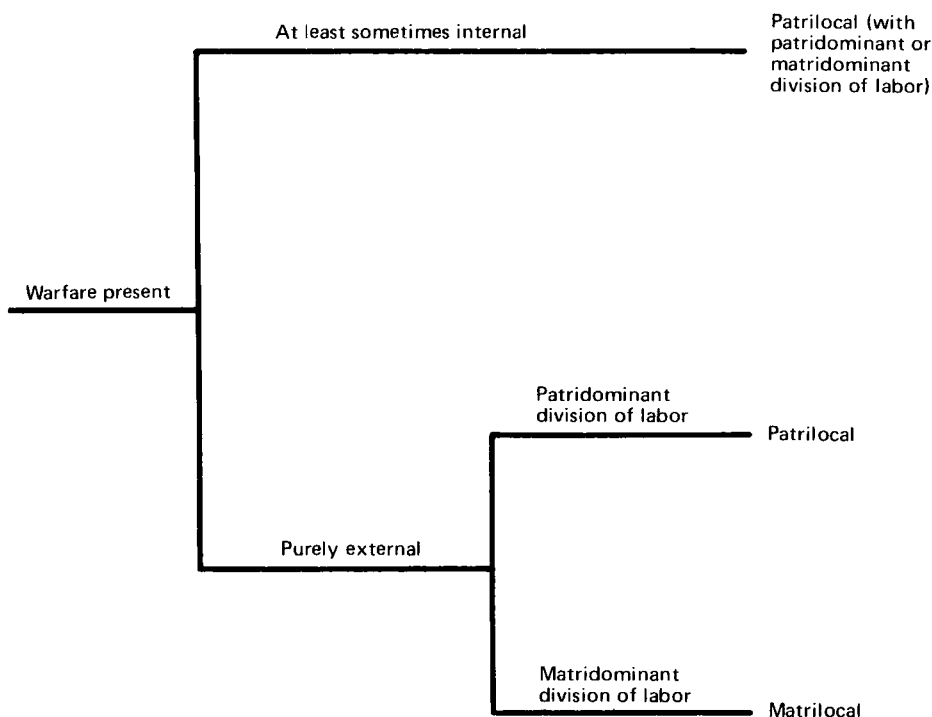 At least sometimes internal
Patrilocal (with
patridominant or
matridominant
division of labor)
Warfare present
Patridominant
division of labor
Patrilocal
Purely external
Matridominant
division of labor
Matrilocal